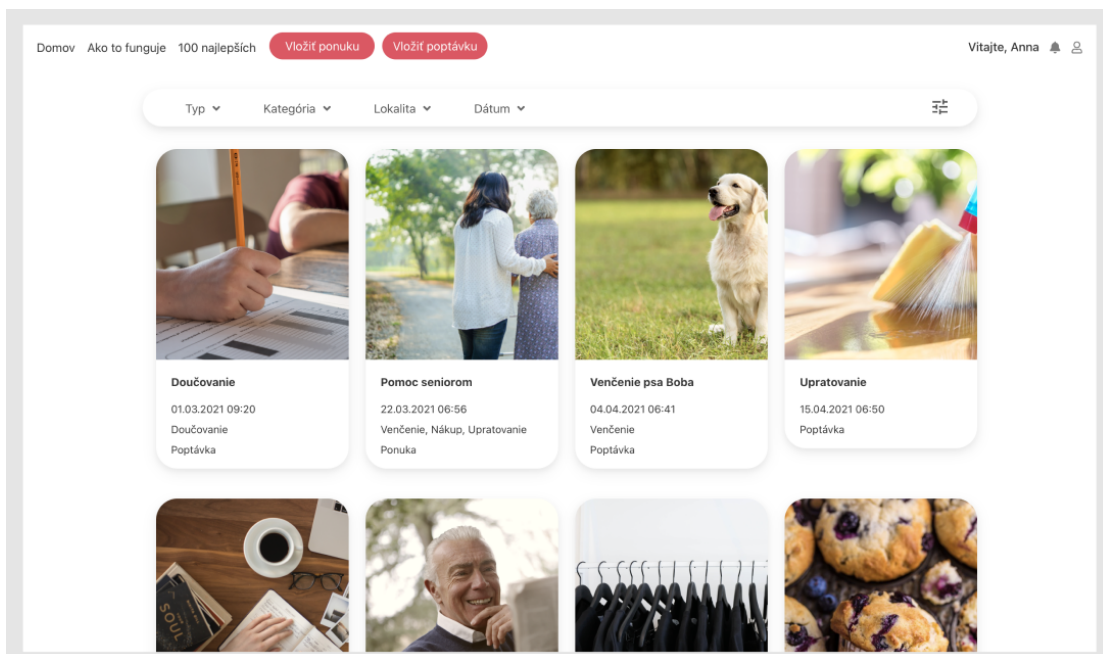 Domov Ako to funguje 100 najlepších Vložiť ponuku Vložiť poptávku Vitajte, Anna
Typ Kategória Lokalita Dátum
Doučovanie
01.03.2021 09:20
Doučovanie
Poptávka
Pomoc seniorom
22.03.2021 06:56
Venčenie, Nákup, Upratovanie
Ponuka
Venčenie psa Boba
04.04.2021 06:41
Venčenie
Poptávka
Upratovanie
15.04.2021 06:50
Poptávka
SOUL